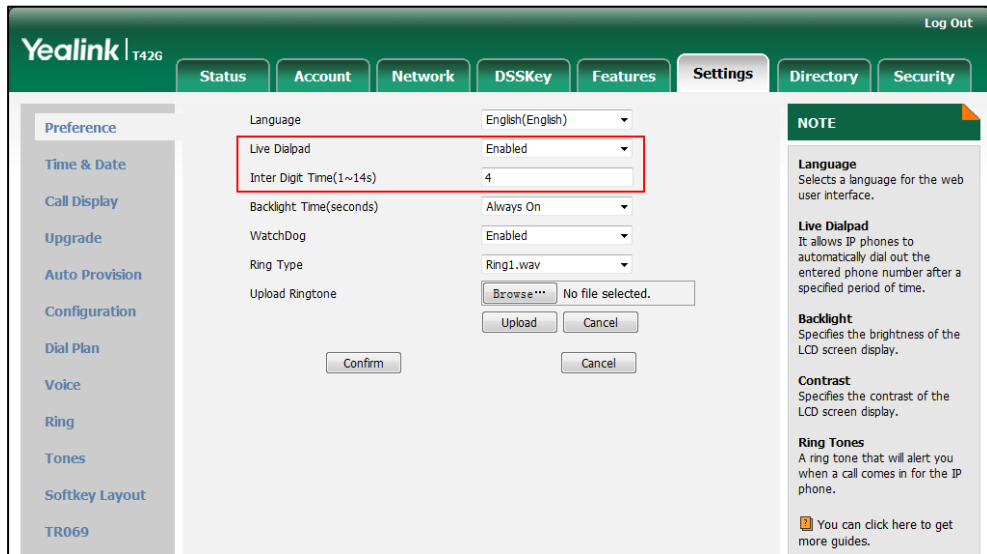 Log Out
Yealink | T42G
Status Account Network DSSKey Features Settings Directory Security
Preference
Time & Date
Call Display
Upgrade
Auto Provision
Configuration
Dial Plan
Voice
Ring
Tones
Softkey Layout
TR069
Language English(English)
Live Dialpad Enabled
Inter Digit Time(1~14s) 4
Backlight Time(seconds) Always On
WatchDog Enabled
Ring Type Ring1.wav
Upload Ringtone Browse... No file selected.
Upload Cancel
Confirm Cancel
NOTE
Language
Selects a language for the web
user interface.
Live Dialpad
It allows IP phones to
automatically dial out the
entered phone number after a
specified period of time.
Backlight
Specifies the brightness of the
LCD screen display.
Contrast
Specifies the contrast of the
LCD screen display.
Ring Tones
A ring tone that will alert you
when a call comes in for the IP
phone.
You can click here to get
more guides.